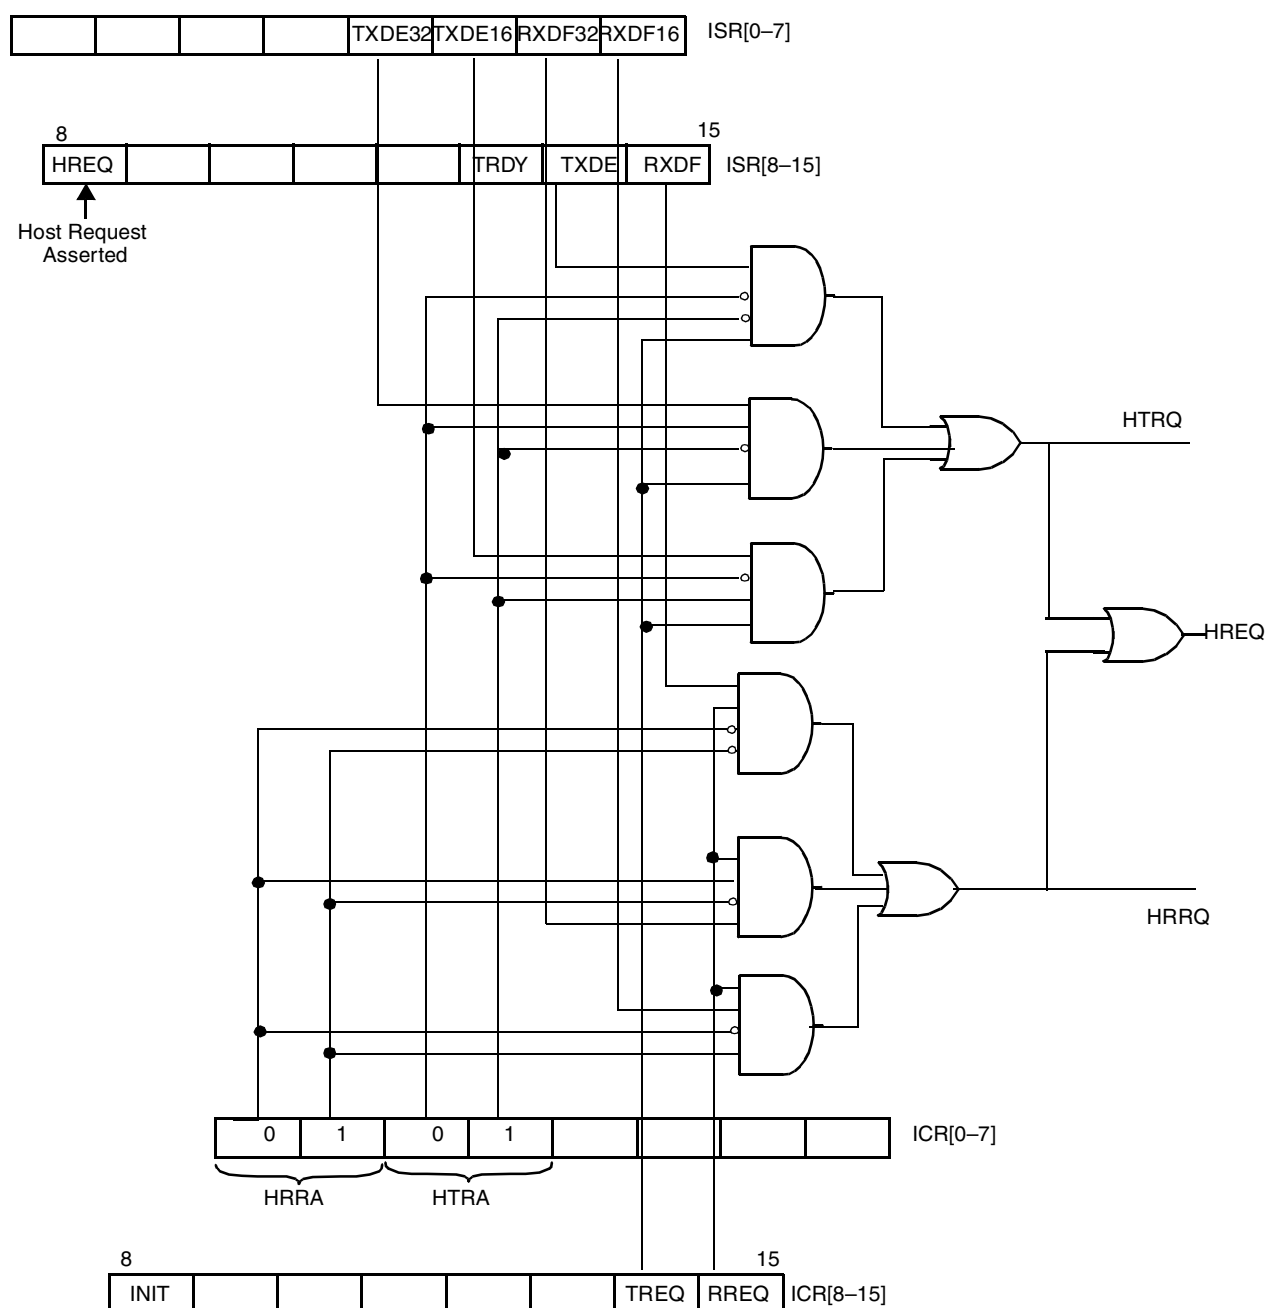 TXDE32 TXDE16 RXDF32 RXDF16 ISR[0–7]
8 15
HREQ TRDY TXDE RXDF ISR[8–15]
Host Request
Asserted
HTRQ
HREQ
HRRQ
0 1 0 1 ICR[0–7]
HRRA HTRA
8 15
INIT TREQ RREQ ICR[8–15]